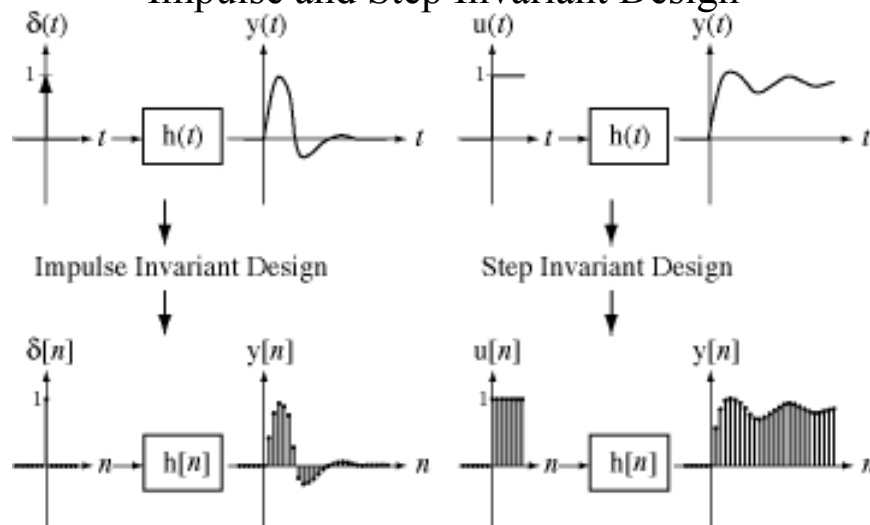 Impulse and Step Invariant Design
δ(t) y(t) u(t) y(t)
1 1
t h(t) t t h(t) t
Impulse Invariant Design Step Invariant Design
δ[n] y[n] u[n] y[n]
1 1
n h[n] n n h[n] n